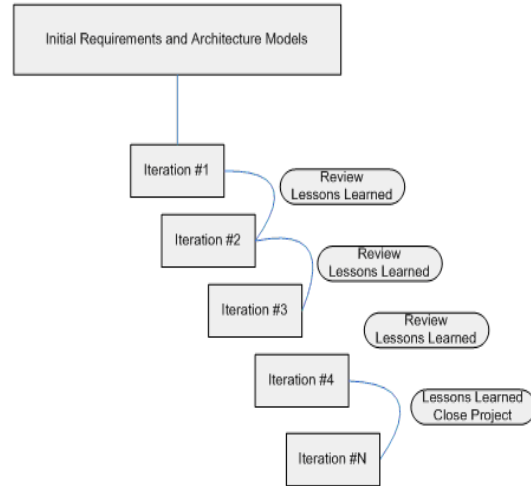 Initial Requirements and Architecture Models
Iteration #1
Review
Lessons Learned
Iteration #2
Review
Lessons Learned
Iteration #3
Review
Lessons Learned
Iteration #4
Lessons Learned
Close Project
Iteration #N